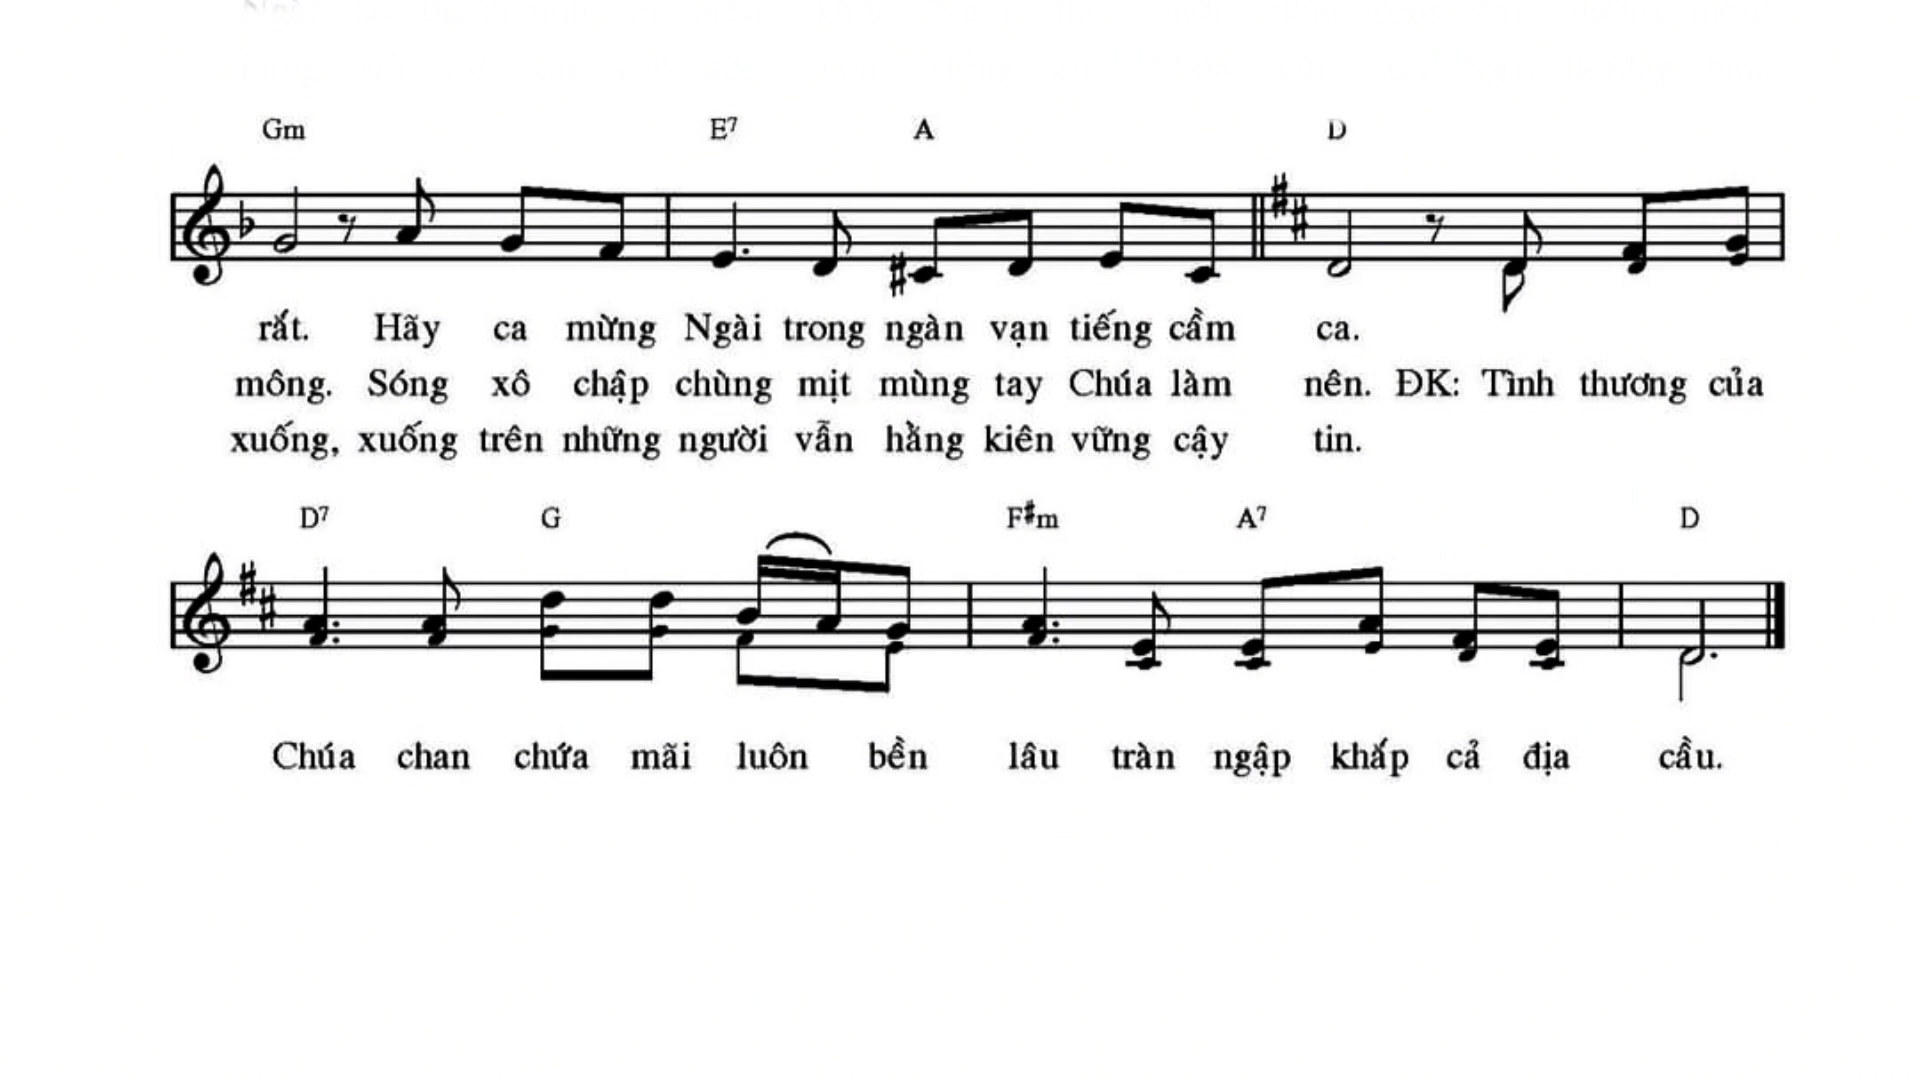 Gm E7 A D
rất. Hãy ca mừng Ngài trong ngàn vạn tiếng cầm ca.
mông. Sóng xô chập chùng mịt mùng tay Chúa làm nên. ĐK: Tình thương của
xuống, xuống trên những người vẫn hằng kiên vững cậy tin.
D7 G F#m A7 D
Chúa chan chứa mãi luôn bền lâu tràn ngập khắp cả địa cầu.